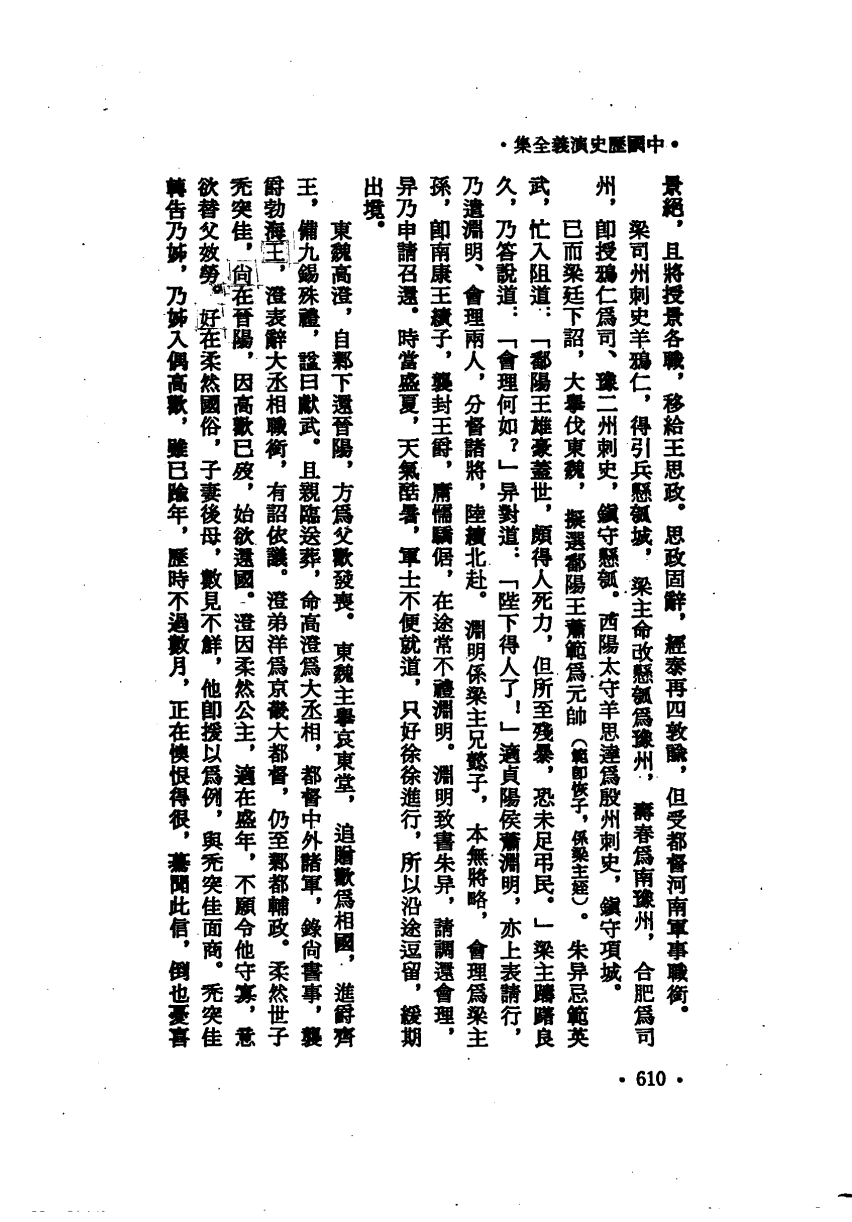 •中國歷史演義全集•
景絕，且將授景各職，移給王思政。思政固辭，經泰再四敦諭，但受都督河南軍事職銜。
梁司州刺史羊鴉仁，得引兵懸瓠城，梁主命改懸瓠爲豫州，壽春爲南豫州，合肥爲司
州，卽授鴉仁爲司、豫二州刺史，鎭守懸瓠。西陽太守羊思達爲殷州刺史，鎭守項城。
已而梁廷下詔，大擧伐東魏，擬選鄱陽王蕭範爲元帥（範卽恢子，係梁主姪）。朱异忌範英
武，忙入阻道：「鄱陽王雄豪蓋世，頗得人死力，但所至殘暴，恐未足弔民。」梁主躊躇良
久，乃答說道：「會理何如？」异對道：「陛下得人了！」適貞陽侯蕭淵明，亦上表請行，
乃遣淵明、會理兩人，分督諸將，陸續北赴。淵明係梁主兄懿子，本無將略，會理爲梁主
孫，卽南康王績子，襲封王爵，庸懦驕倨，在途常不禮淵明。淵明致書朱异，請調還會理，
异乃申請召還。時當盛夏，天氣酷暑，軍士不便就道，只好徐徐進行，所以沿途逗留，緩期
出境。
東魏高澄，自鄴下還晉陽，方爲父歡發喪。東魏主擧哀東堂，追贈歡爲相國，進爵齊
王，備九錫殊禮，諡曰獻武。且親臨送葬，命高澄爲大丞相，都督中外諸軍，錄尙書事，襲
爵勃海王，澄表辭大丞相職銜，有詔依議。澄弟洋爲京畿大都督，仍至鄴都輔政。柔然世子
禿突佳，尙在晉陽，因高歡已歿，始欲還國。澄因柔然公主，適在盛年，不願令他守寡，意
欲替父效勞。好在柔然國俗，子妻後母，數見不鮮，他卽援以爲例，與禿突佳面商。禿突佳
轉告乃姊，乃姊入偶高歡，雖已踰年，歷時不過數月，正在懊恨得很，驀聞此信，倒也憂喜
•610•